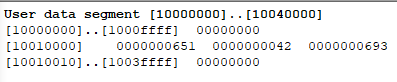 User data segment [10000000]..[10040000]
[10000000]..[1000ffff]  00000000
[10010000]    0000000651  0000000042  0000000693
[10010010]..[1003ffff]  00000000